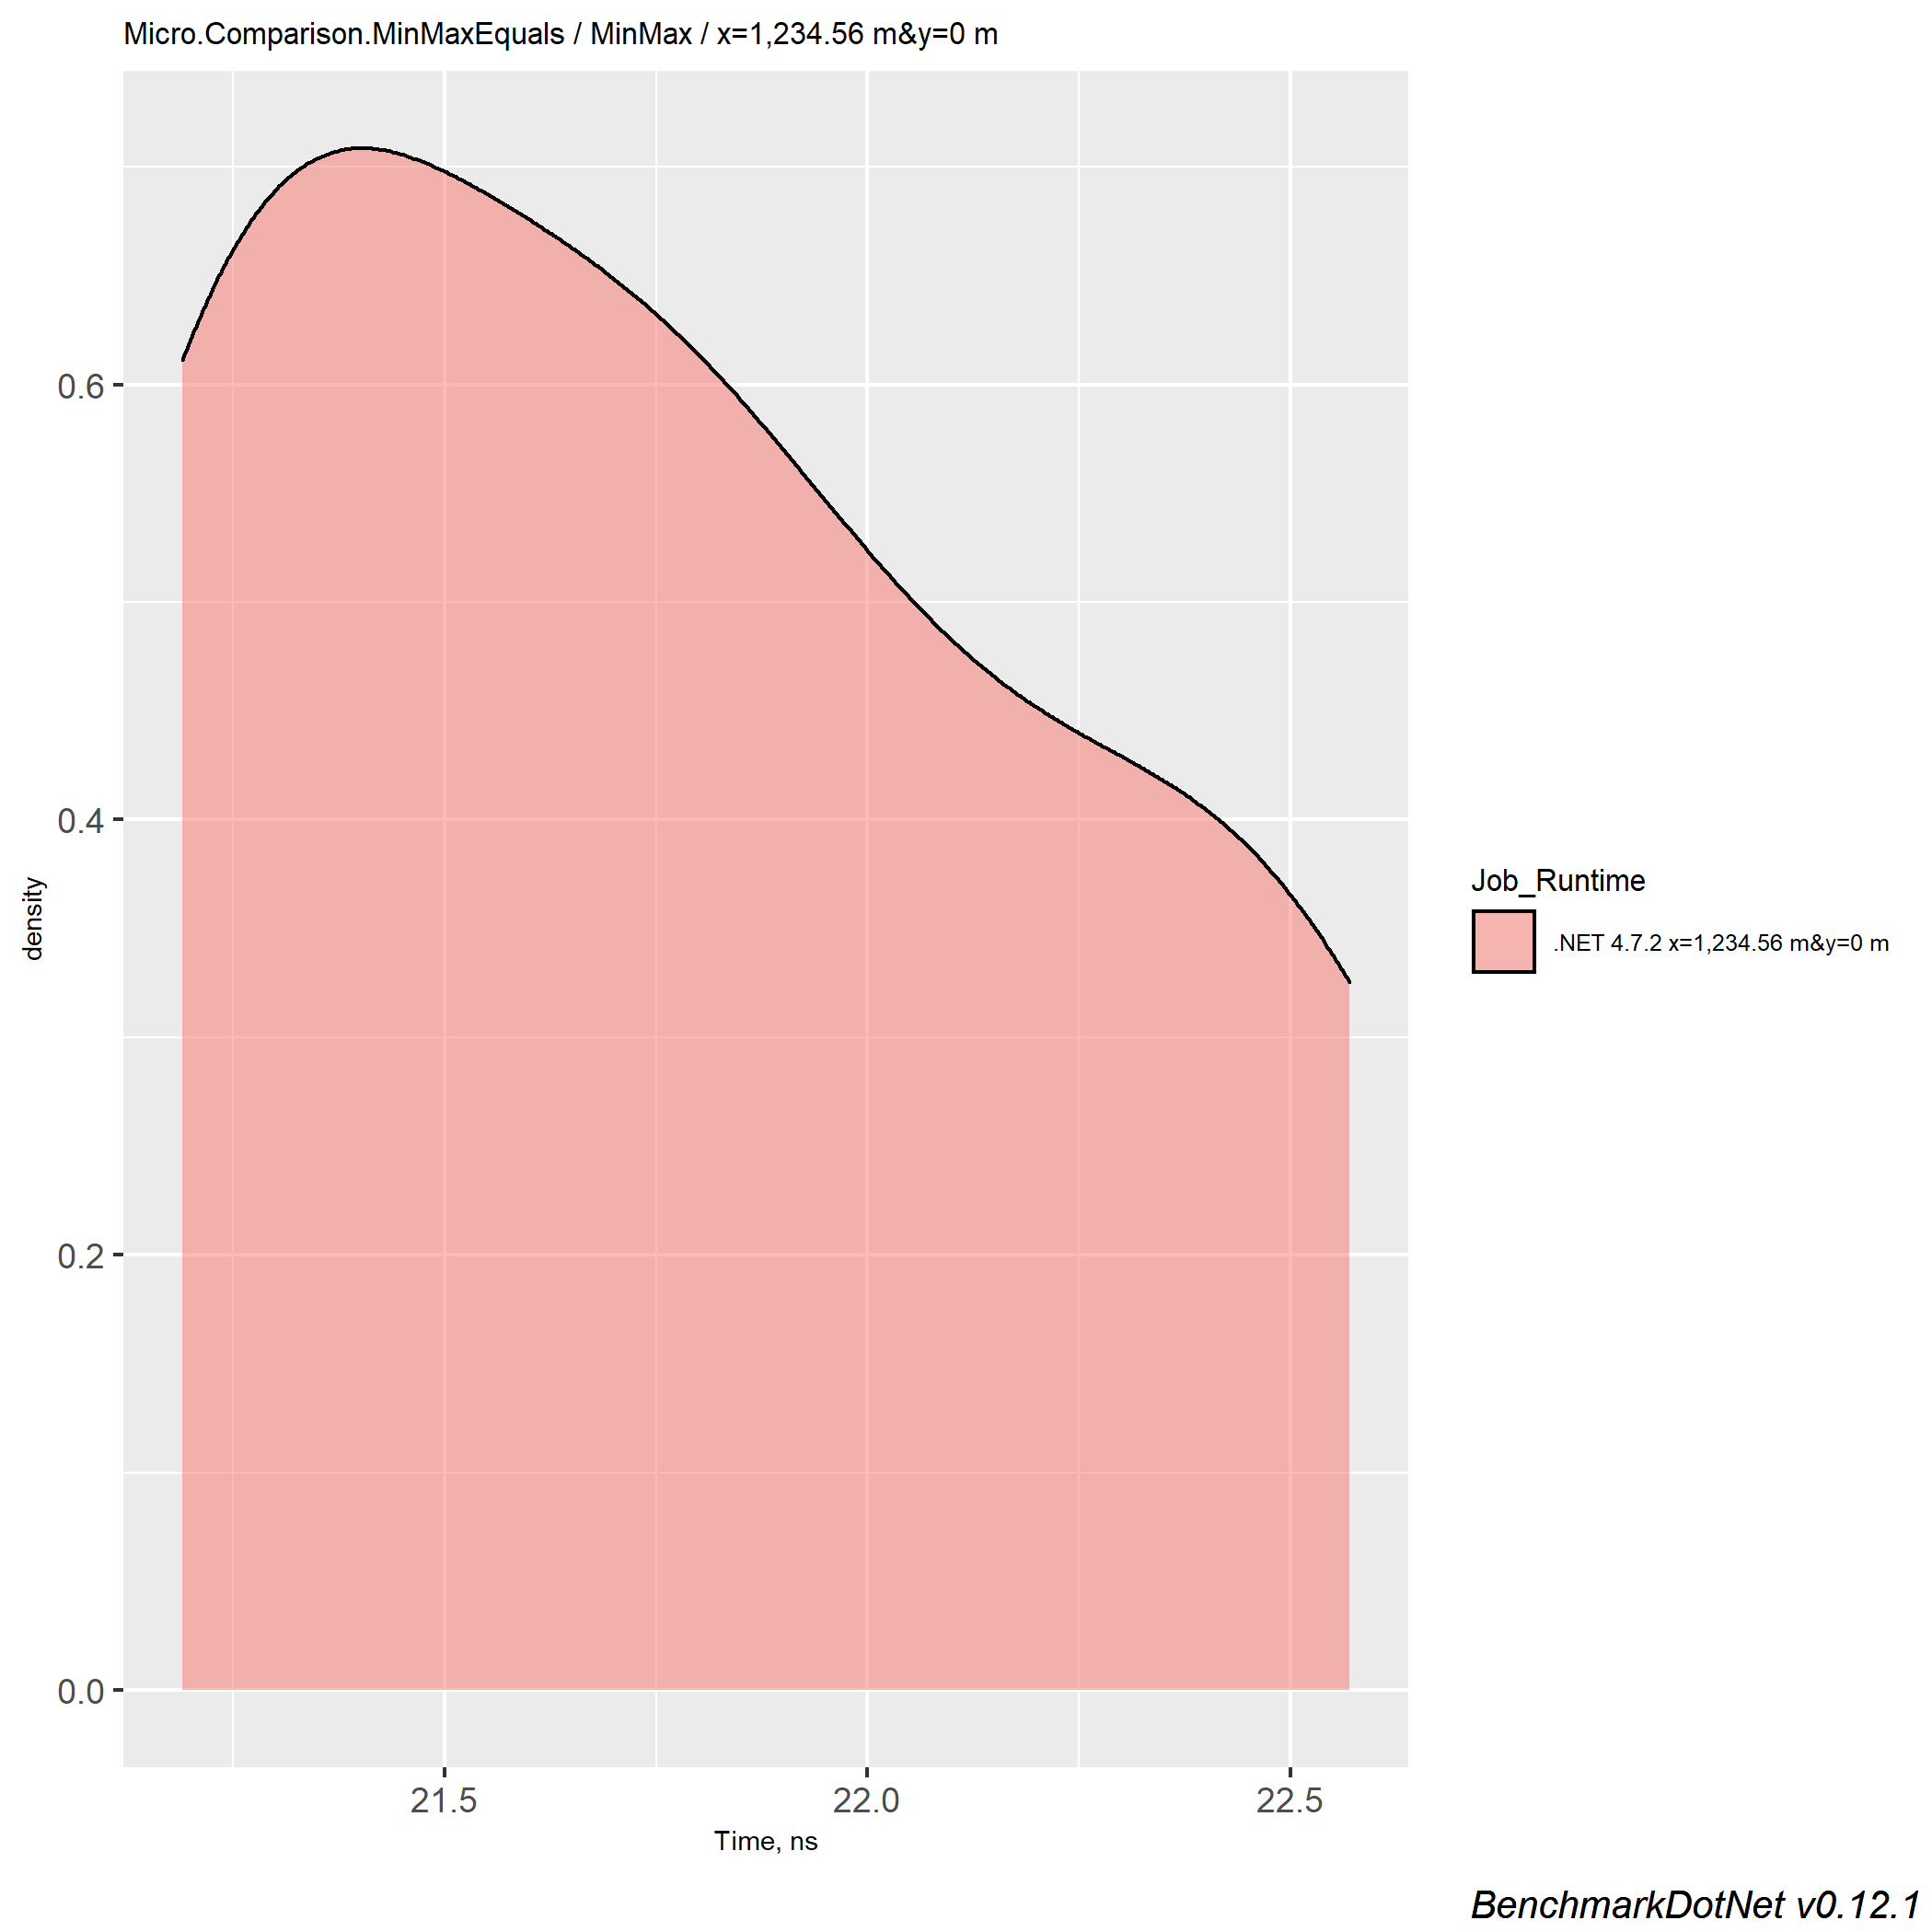 Micro.Comparison.MinMaxEquals / MinMax / x=1,234.56 m&y=0 m
0.6
0.4
0.2
0.0
density
21.5 22.0 22.5
Time, ns
Job_Runtime
.NET 4.7.2 x=1,234.56 m&y=0 m
BenchmarkDotNet v0.12.1